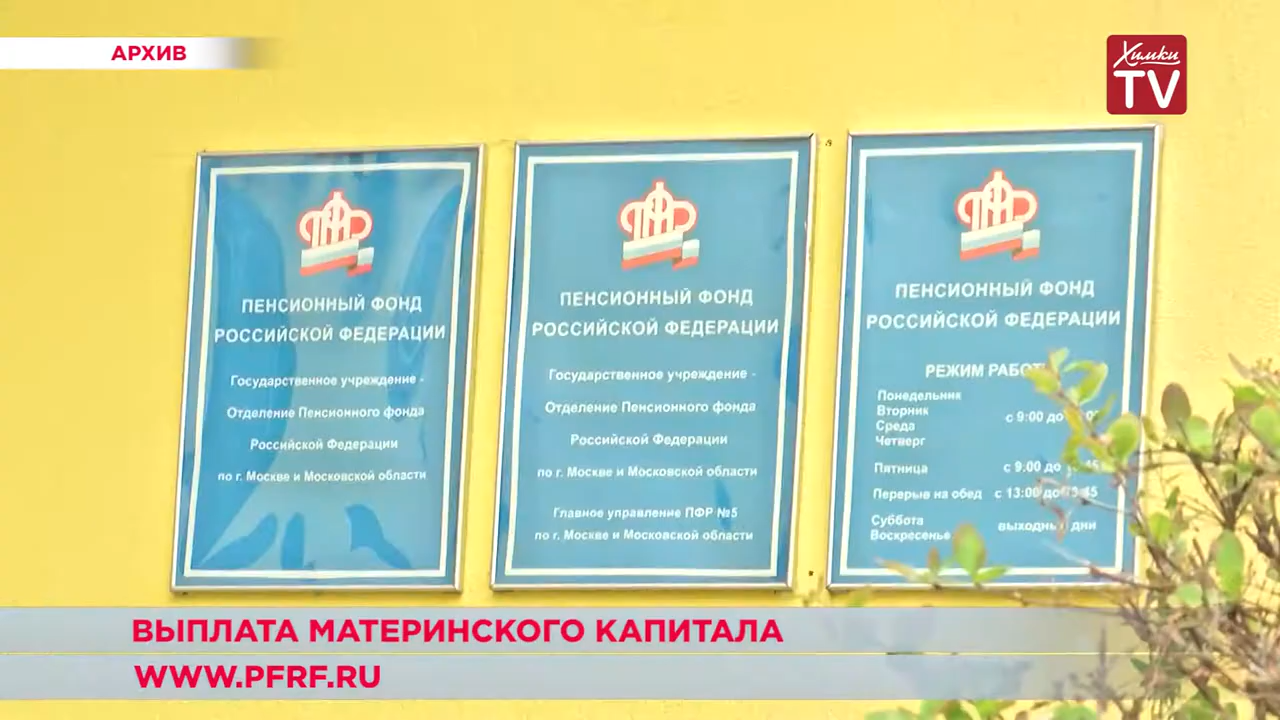 АРХИВ
Химки
TV
ПЕНСИОННЫЙ ФОНД
РОССИЙСКОЙ ФЕДЕРАЦИИ
Государственное учреждение -
Отделение Пенсионного фонда
Российской Федерации
по г. Москве и Московской области
ПЕНСИОННЫЙ ФОНД
РОССИЙСКОЙ ФЕДЕРАЦИИ
Государственное учреждение -
Отделение Пенсионного фонда
Российской Федерации
по г. Москве и Московской области
Главное управление ПФР №5
по г. Москве и Московской области
ПЕНСИОННЫЙ ФОНД
РОССИЙСКОЙ ФЕДЕРАЦИИ
РЕЖИМ
Понедельник
Вторник
Среда
Четверг
с 9:00 до
Пятница с 9.00 до
Перерыв на обед с 13:00 до
Суббота
Воскресенье
выходные дни
ВЫПЛАТА МАТЕРИНСКОГО КАПИТАЛА
WWW.PFRF.RU